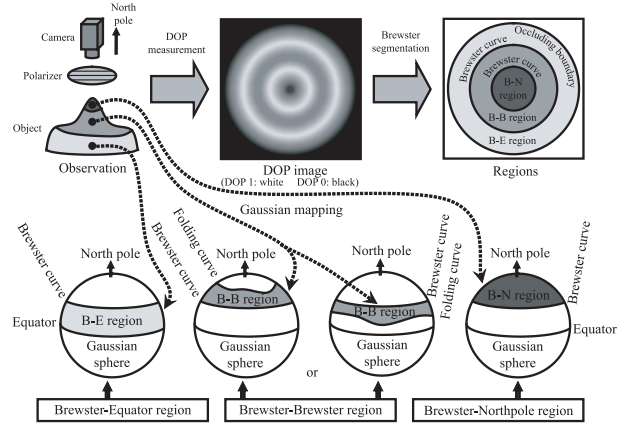 North
pole
Camera
Polarizer
Object
Observation
DOP
measurement
DOP image
(DOP 1: white DOP 0: black)
Brewster
segmentation
Occluding boundary
Brewster curve
Brewster curve
B-N
region
B-B region
B-E region
Regions
Gaussian mapping
Brewster curve
North pole
Equator
B-E region
Gaussian
sphere
Brewster-Equator region
Folding curve
Brewster curve
North pole
B-B region
Gaussian
sphere
or
North pole
Brewster curve
Folding curve
B-B region
Gaussian
sphere
Brewster-Brewster region
North pole
Brewster curve
B-N region
Equator
Gaussian
sphere
Brewster-Northpole region